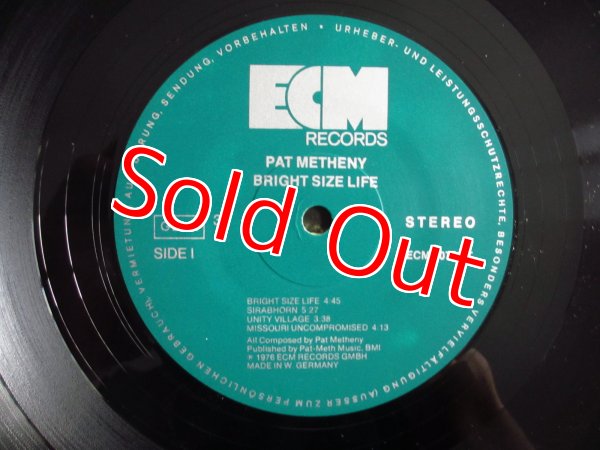 URHEBER- UND LEISTUNGSSCHUTZRECHTE, BESONDERS VERVIELFÄLTIGUNG (AUSSER ZUM PERSÖNLICHEN GEBRAUCH), VERMIETUNG, SENDUNG, VORBEHALTEN •
ECM
RECORDS
PAT METHENY
BRIGHT SIZE LIFE
Sold Out
STEREO
SIDE I
ECM
BRIGHT SIZE LIFE 4:45
SIRABHORN 5:27
UNITY VILLAGE 3:38
MISSOURI UNCOMPROMISED 4:13
All Composed by Pat Metheny
Published by Pat-Meth Music, BMI
℗ 1976 ECM RECORDS GMBH
MADE IN W. GERMANY